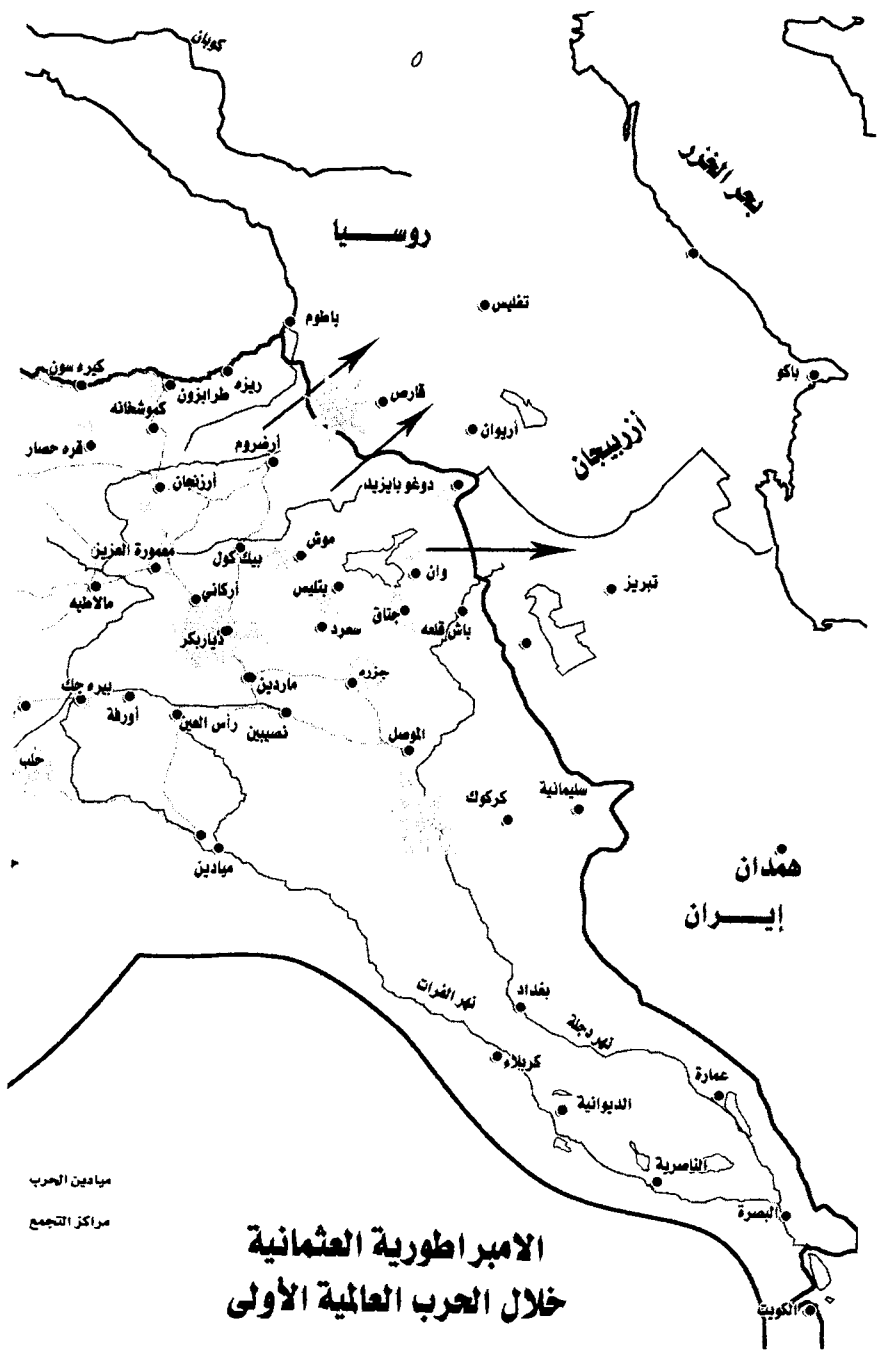 كوبان
بحر الخزر
روسيا
تفليس
باطوم
باكو
كيره سون
طرابزون
ريزه
قارص
كموشخانه
أريوان
أزربيجان
قره حصار
أرضروم
أرزنجان
دوغو بايزيد
موش
معمورة العزيز
بيك كول
وان
تبريز
مالاطيه
أركاني
بتليس
جتاق
باش قلعه
دياربكر
سعرد
بيره جك
ماردين
جزره
أورفة
رأس العين
نصيبين
الموصل
حلب
كركوك
سليمانية
ميادين
همدان
إيران
نهر الفرات
بغداد
نهر دجلة
كربلاء
عمارة
الديوانية
الناصرية
البصرة
الكويت
ميادين الحرب
مراكز التجمع
الامبراطورية العثمانية
خلال الحرب العالمية الأولى